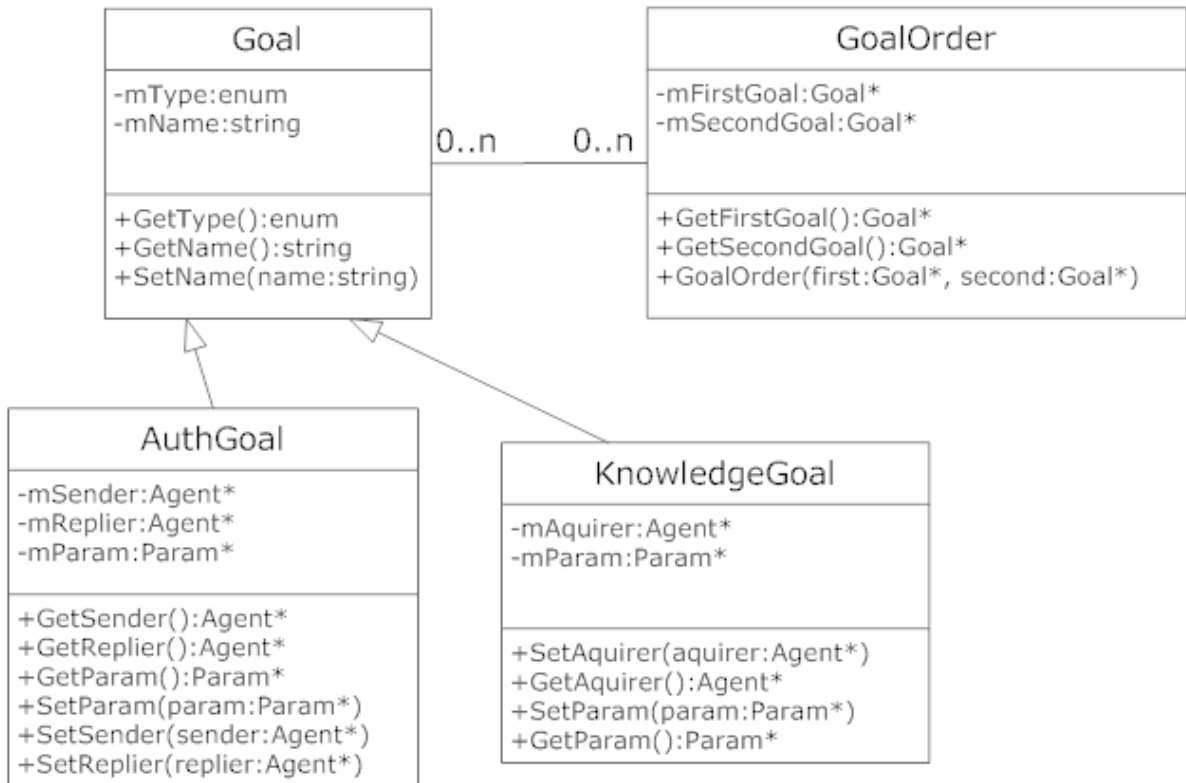 Goal
-mType:enum
-mName:string
+GetType():enum
+GetName():string
+SetName(name:string)
0..n
0..n
GoalOrder
-mFirstGoal:Goal*
-mSecondGoal:Goal*
+GetFirstGoal():Goal*
+GetSecondGoal():Goal*
+GoalOrder(first:Goal*, second:Goal*)
AuthGoal
-mSender:Agent*
-mReplier:Agent*
-mParam:Param*
+GetSender():Agent*
+GetReplier():Agent*
+GetParam():Param*
+SetParam(param:Param*)
+SetSender(sender:Agent*)
+SetReplier(replier:Agent*)
KnowledgeGoal
-mAquirer:Agent*
-mParam:Param*
+SetAquirer(aquirer:Agent*)
+GetAquirer():Agent*
+SetParam(param:Param*)
+GetParam():Param*